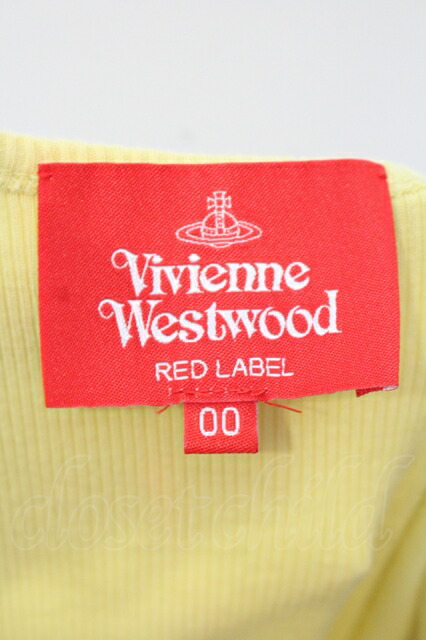 Vivienne
Westwood
RED LABEL
00
closetchild